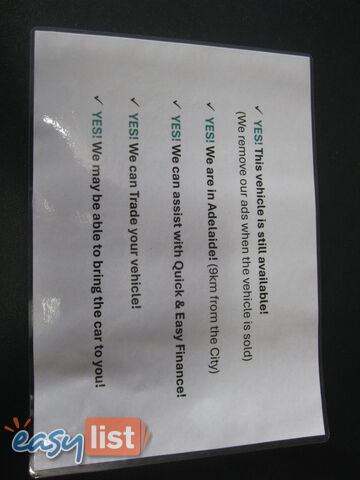 ✓ YES! This vehicle is still available!
(We remove our ads when the vehicle is sold)
✓ YES! We are in Adelaide! (9km from the City)
✓ YES! We can assist with Quick & Easy Finance!
✓ YES! We can Trade your vehicle!
✓ YES! We may be able to bring the car to you!
easylist